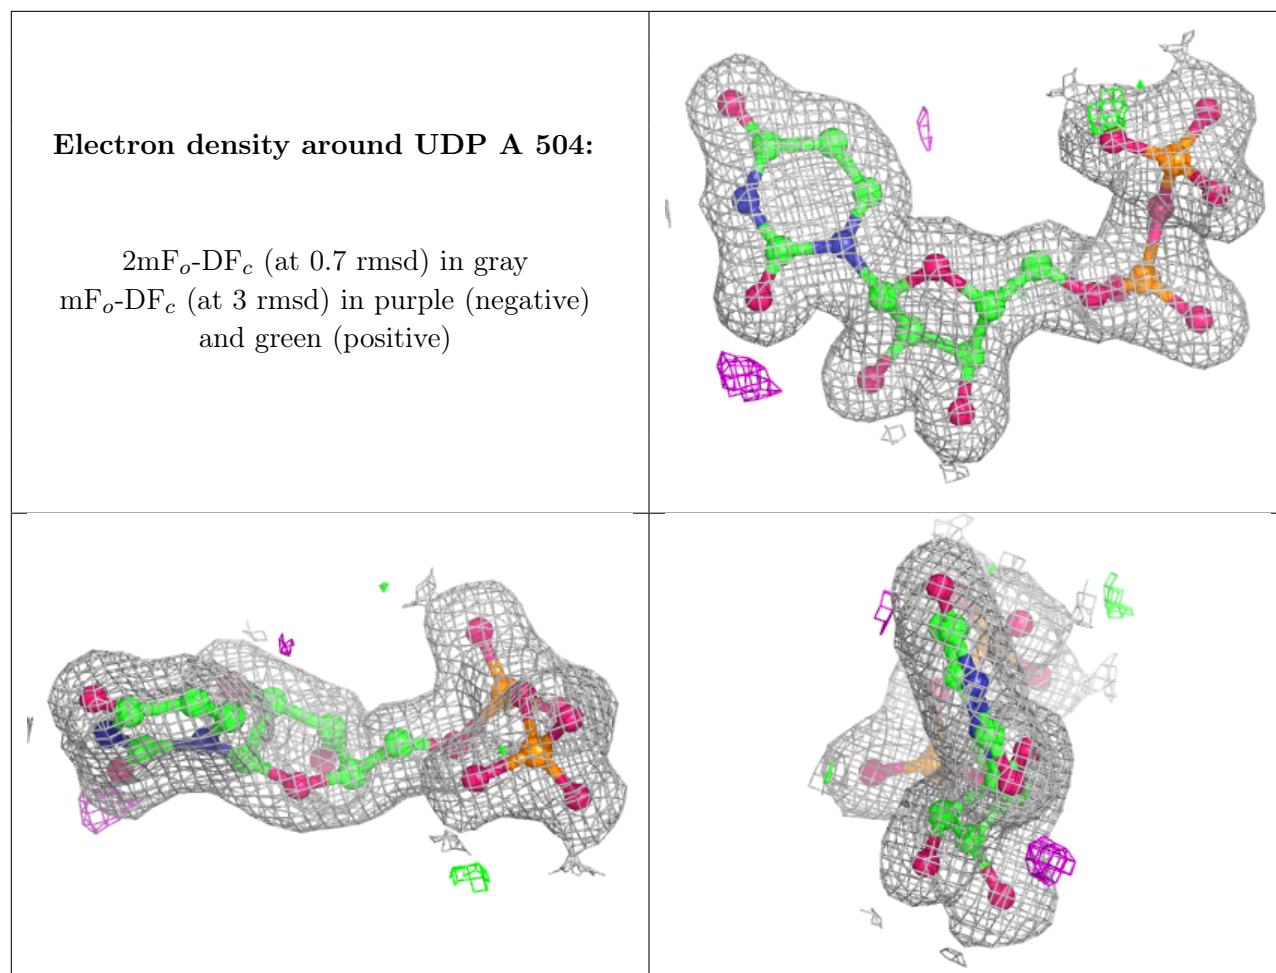 Electron density around UDP A 504:
2mFo-DFc (at 0.7 rmsd) in gray
mFo-DFc (at 3 rmsd) in purple (negative)
and green (positive)